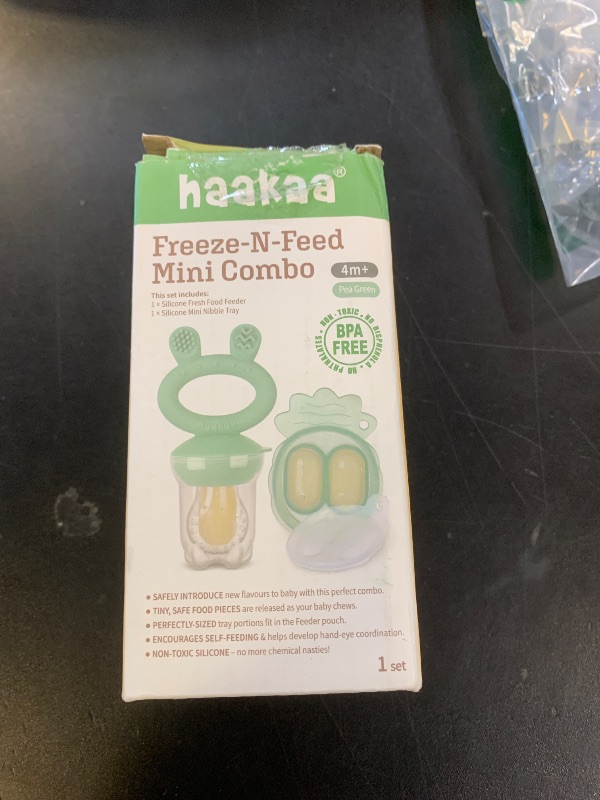 haakaa®
Freeze-N-Feed
Mini Combo
4m+
Pea Green
This set includes:
1 × Silicone Fresh Food Feeder
1 × Silicone Mini Nibble Tray
NON-TOXIC • NO BISPHENOL A • NO PHTHALATES •
BPA
FREE
• SAFELY INTRODUCE new flavours to baby with this perfect combo.
• TINY, SAFE FOOD PIECES are released as your baby chews.
• PERFECTLY-SIZED tray portions fit in the Feeder pouch.
• ENCOURAGES SELF-FEEDING & helps develop hand-eye coordination.
• NON-TOXIC SILICONE – no more chemical nasties!
1 set